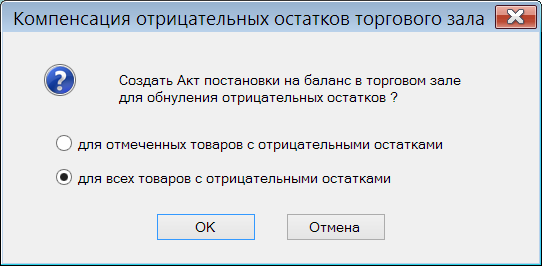 Компенсация отрицательных остатков торгового зала
Создать Акт постановки на баланс в торговом зале
для обнуления отрицательных остатков ?
для отмеченных товаров с отрицательными остатками
для всех товаров с отрицательными остатками
OK
Отмена